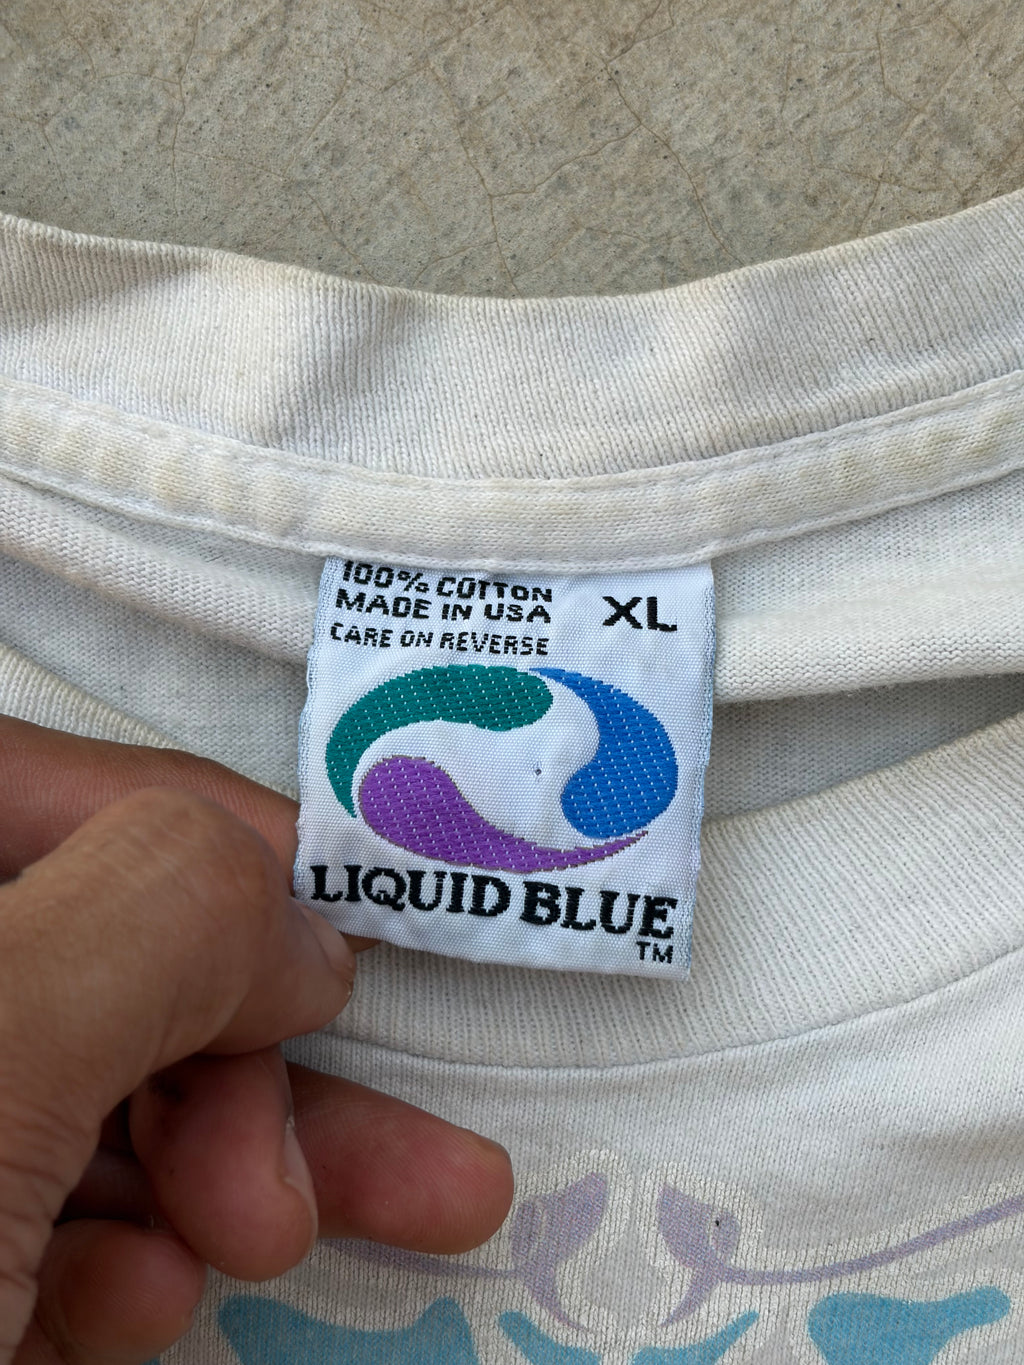 100% COTTON
MADE IN USA
XL
CARE ON REVERSE
LIQUID BLUE
TM